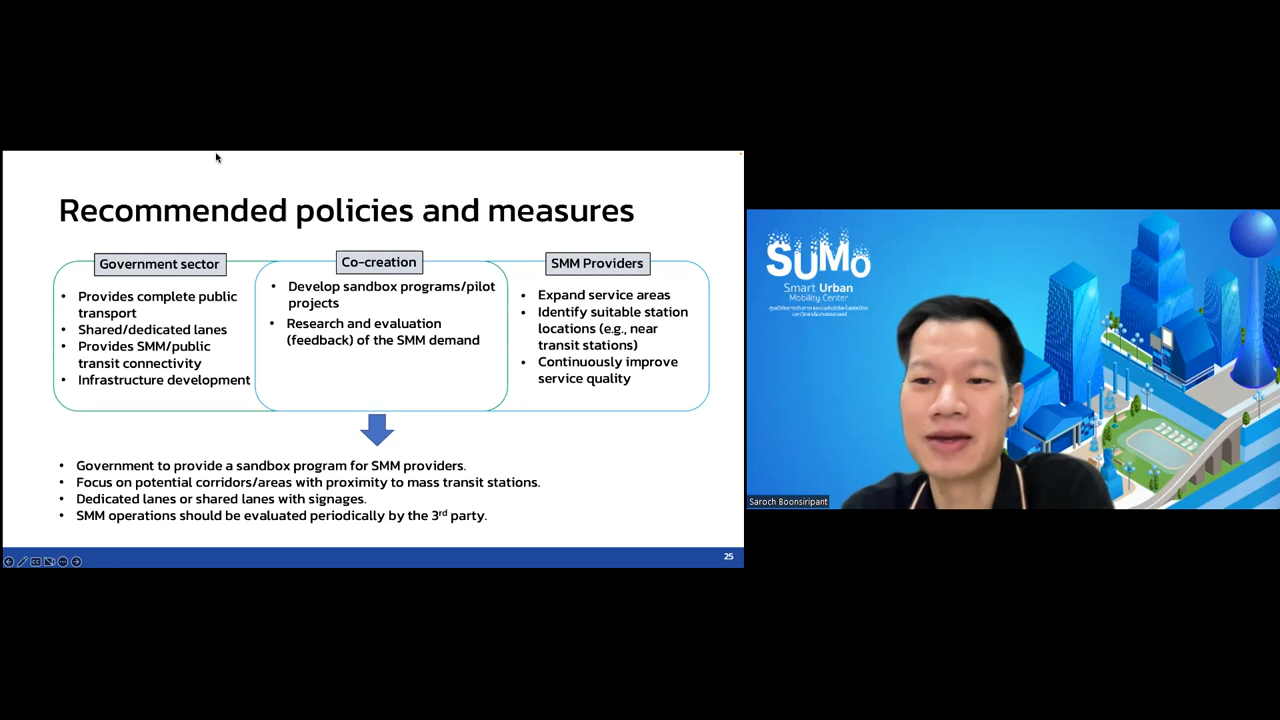 Recommended policies and measures
Government sector
• Provides complete public
transport
• Shared/dedicated lanes
• Provides SMM/public
transit connectivity
• Infrastructure development
Co-creation
• Develop sandbox programs/pilot
projects
• Research and evaluation
(feedback) of the SMM demand
SMM Providers
• Expand service areas
• Identify suitable station
locations (e.g., near
transit stations)
• Continuously improve
service quality
• Government to provide a sandbox program for SMM providers.
• Focus on potential corridors/areas with proximity to mass transit stations.
• Dedicated lanes or shared lanes with signages.
• SMM operations should be evaluated periodically by the 3rd party.
25
SUMO
Smart Urban
Mobility Center
Saroch Boonsiripant